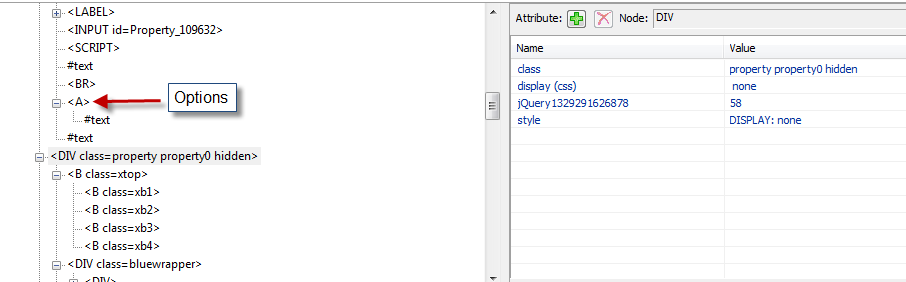 <LABEL>
<INPUT id=Property_109632>
<SCRIPT>
#text
<BR>
<A>
Options
#text
#text
<DIV class=property property0 hidden>
<B class=xtop>
<B class=xb1>
<B class=xb2>
<B class=xb3>
<B class=xb4>
<DIV class=bluewrapper>
<DIV>
Attribute: Node: DIV
Name Value
class property property0 hidden
display (css) none
jQuery1329291626878 58
style DISPLAY: none